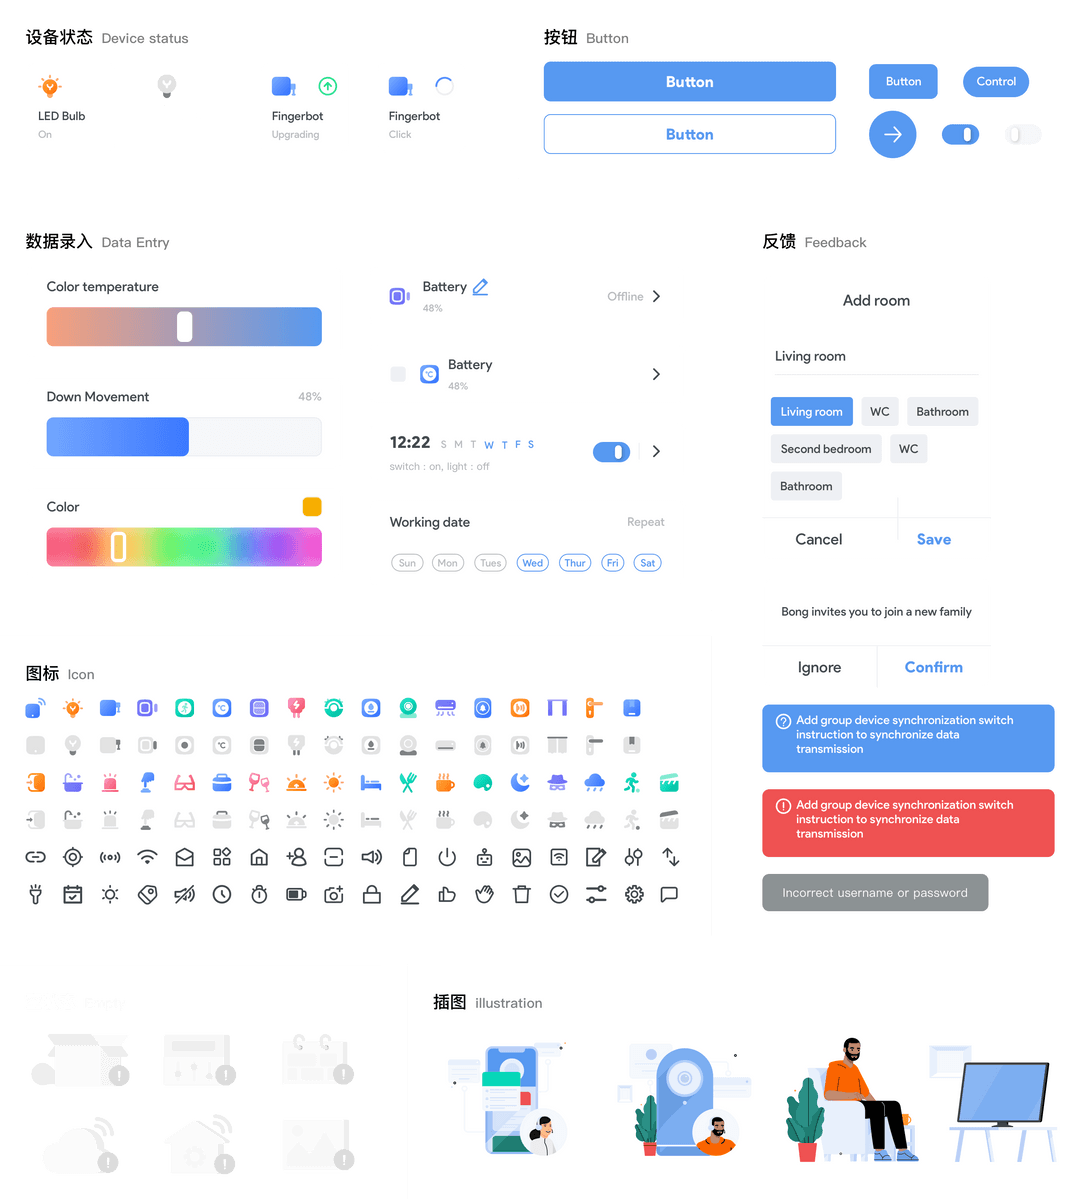 设备状态 Device status
LED Bulb
On
Fingerbot
Upgrading
Fingerbot
Click
按钮 Button
Button
Button
Button
Control
数据录入 Data Entry
Color temperature
Down Movement 48%
Color
Battery
48%
Offline
℃ Battery
48%
12:22 S M T W T F S
switch : on, light : off
Working date Repeat
Sun Mon Tues Wed Thur Fri Sat
反馈 Feedback
Add room
Living room
Living room WC Bathroom
Second bedroom WC
Bathroom
Cancel Save
Bong invites you to join a new family
Ignore Confirm
Add group device synchronization switch
instruction to synchronize data
transmission
Add group device synchronization switch
instruction to synchronize data
transmission
Incorrect username or password
图标 Icon
℃
℃
插图 illustration